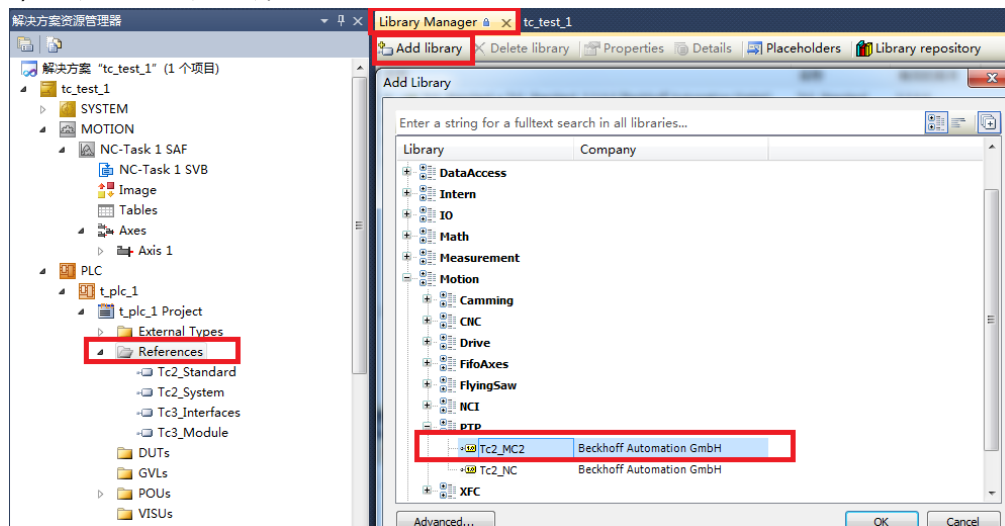 解决方案资源管理器
解决方案 "tc_test_1" (1 个项目)
tc_test_1
SYSTEM
MOTION
NC-Task 1 SAF
NC-Task 1 SVB
Image
Tables
Axes
Axis 1
PLC
t_plc_1
t_plc_1 Project
External Types
References
Tc2_Standard
Tc2_System
Tc3_Interfaces
Tc3_Module
DUTs
GVLs
POUs
VISUs
Library Manager tc_test_1
Add library Delete library Properties Details Placeholders Library repository
Add Library
Enter a string for a fulltext search in all libraries...
Library Company
DataAccess
Intern
IO
Math
Measurement
Motion
Camming
CNC
Drive
FifoAxes
FlyingSaw
NCI
PTP
Tc2_MC2 Beckhoff Automation GmbH
Tc2_NC Beckhoff Automation GmbH
XFC
Advanced... OK Cancel